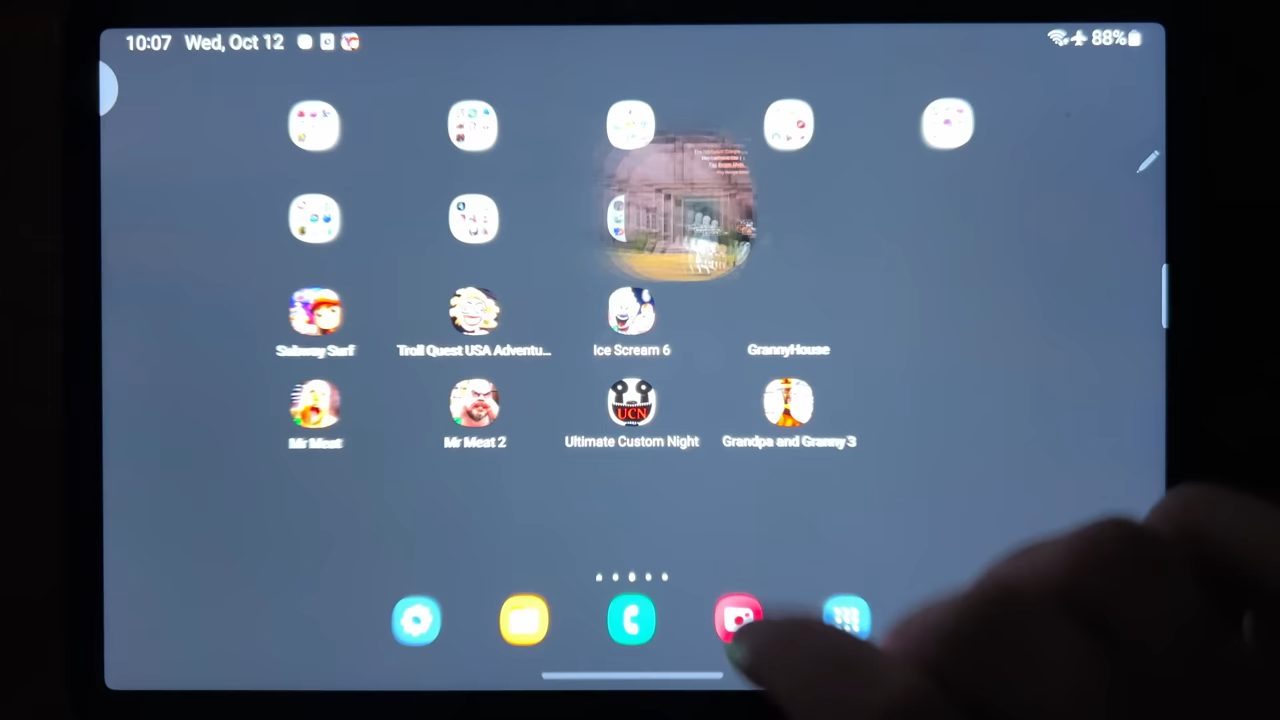 10:07 Wed, Oct 12
88%
Subway Surf
Troll Quest USA Adventu...
Ice Scream 6
GrannyHouse
Mr Meat
Mr Meat 2
UCN
Ultimate Custom Night
Grandpa and Granny 3